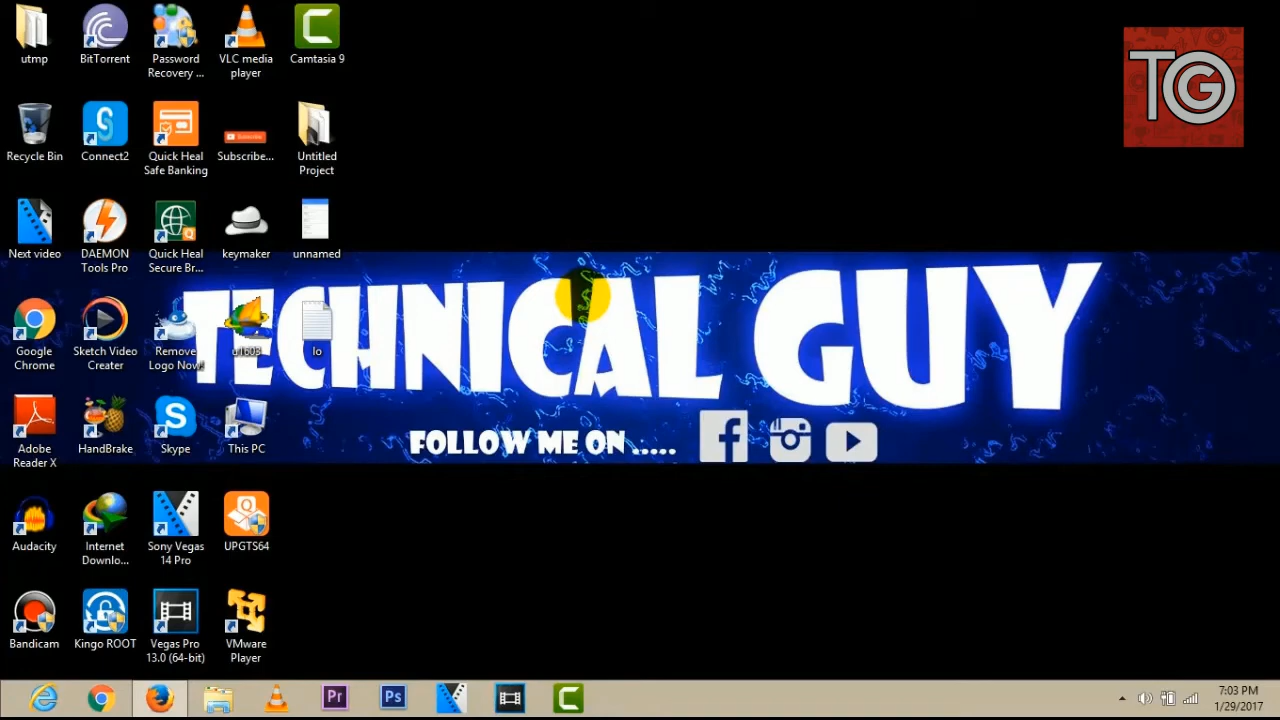 utmp
BitTorrent
Password
Recovery ...
VLC media
player
Camtasia 9
TG
Recycle Bin
Connect2
Quick Heal
Safe Banking
Subscribe
Subscribe...
Untitled
Project
Next video
DAEMON
Tools Pro
Quick Heal
Secure Br...
keymaker
unnamed
TECHNICAL GUY
Google
Chrome
Sketch Video
Creater
Remove
Logo Now!
u1603
lo
FOLLOW ME ON .....
Adobe
Reader X
HandBrake
Skype
This PC
Audacity
Internet
Downlo...
Sony Vegas
14 Pro
UPGTS64
Bandicam
Kingo ROOT
Vegas Pro
13.0 (64-bit)
VMware
Player
Pr
Ps
7:03 PM
1/29/2017